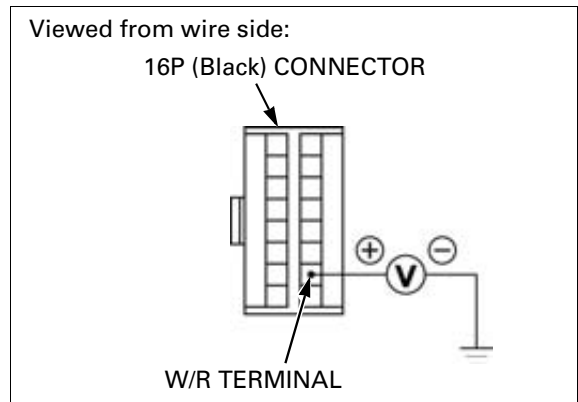 Viewed from wire side:
16P (Black) CONNECTOR
+ V −
W/R TERMINAL